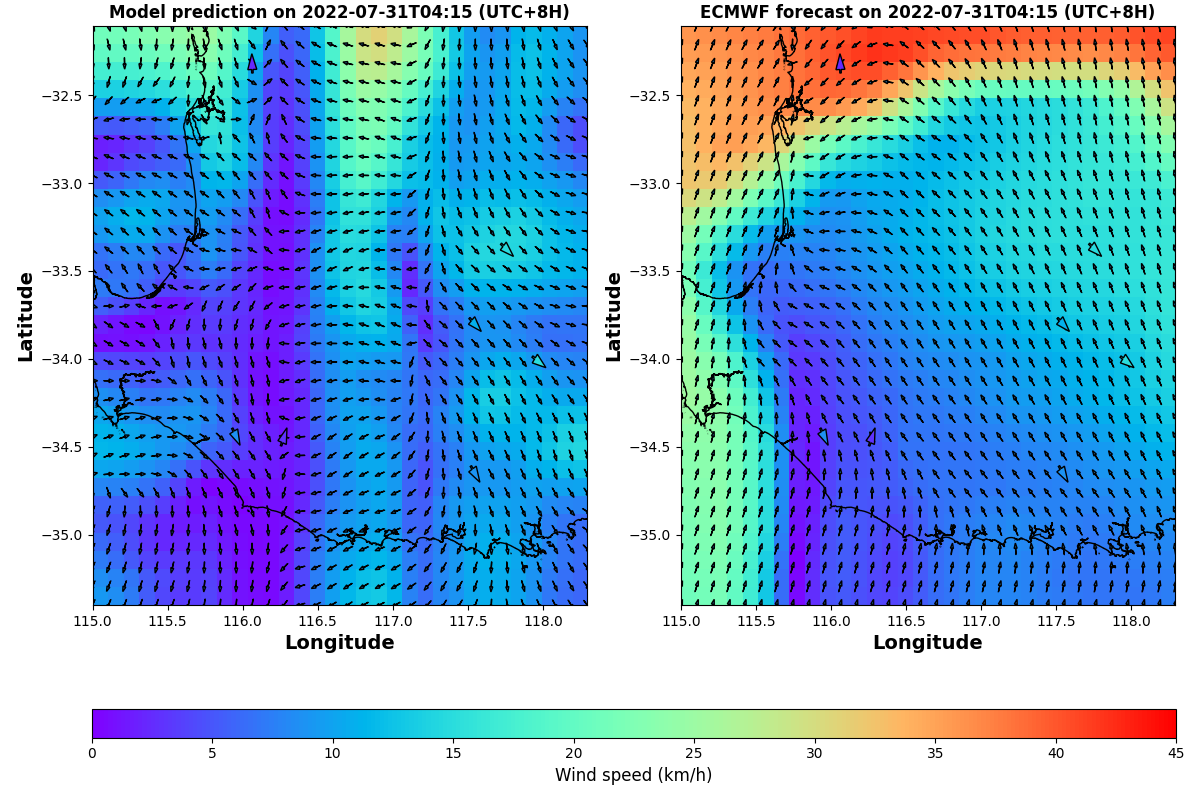 Model prediction on 2022-07-31T04:15 (UTC+8H)
ECMWF forecast on 2022-07-31T04:15 (UTC+8H)
Latitude
−32.5
−33.0
−33.5
−34.0
−34.5
−35.0
115.0 115.5 116.0 116.5 117.0 117.5 118.0
Longitude
Latitude
−32.5
−33.0
−33.5
−34.0
−34.5
−35.0
115.0 115.5 116.0 116.5 117.0 117.5 118.0
Longitude
0 5 10 15 20 25 30 35 40 45
Wind speed (km/h)